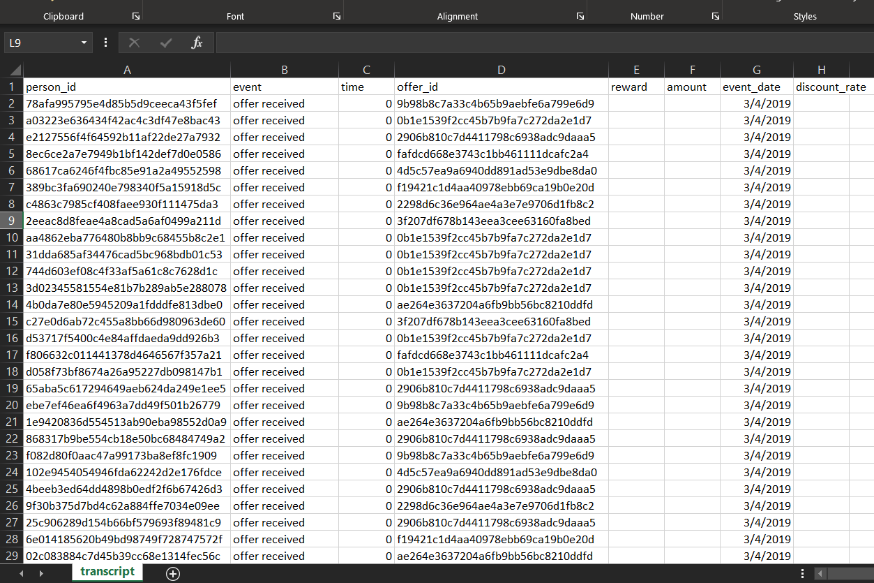 Clipboard Font Alignment Number Styles
L9 fx
A B C D E F G H
1 person_id event time offer_id reward amount event_date discount_rate
2 78afa995795e4d85b5d9ceeca43f5fef offer received 0 9b98b8c7a33c4b65b9aebfe6a799e6d9 3/4/2019
3 a03223e636434f42ac4c3df47e8bac43 offer received 0 0b1e1539f2cc45b7b9fa7c272da2e1d7 3/4/2019
4 e2127556f4f64592b11af22de27a7932 offer received 0 2906b810c7d4411798c6938adc9daaa5 3/4/2019
5 8ec6ce2a7e7949b1bf142def7d0e0586 offer received 0 fafdcd668e3743c1bb461111dcafc2a4 3/4/2019
6 68617ca6246f4fbc85e91a2a49552598 offer received 0 4d5c57ea9a6940dd891ad53e9dbe8da0 3/4/2019
7 389bc3fa690240e798340f5a15918d5c offer received 0 f19421c1d4aa40978ebb69ca19b0e20d 3/4/2019
8 c4863c7985cf408faee930f111475da3 offer received 0 2298d6c36e964ae4a3e7e9706d1fb8c2 3/4/2019
9 2eeac8d8feae4a8cad5a6af0499a211d offer received 0 3f207df678b143eea3cee63160fa8bed 3/4/2019
10 aa4862eba776480b8bb9c68455b8c2e1 offer received 0 0b1e1539f2cc45b7b9fa7c272da2e1d7 3/4/2019
11 31dda685af34476cad5bc968bdb01c53 offer received 0 0b1e1539f2cc45b7b9fa7c272da2e1d7 3/4/2019
12 744d603ef08c4f33af5a61c8c7628d1c offer received 0 0b1e1539f2cc45b7b9fa7c272da2e1d7 3/4/2019
13 3d02345581554e81b7b289ab5e288078 offer received 0 0b1e1539f2cc45b7b9fa7c272da2e1d7 3/4/2019
14 4b0da7e80e5945209a1fdddfe813dbe0 offer received 0 ae264e3637204a6fb9bb56bc8210ddfd 3/4/2019
15 c27e0d6ab72c455a8bb66d980963de60 offer received 0 3f207df678b143eea3cee63160fa8bed 3/4/2019
16 d53717f5400c4e84affdaeda9dd926b3 offer received 0 0b1e1539f2cc45b7b9fa7c272da2e1d7 3/4/2019
17 f806632c011441378d4646567f357a21 offer received 0 fafdcd668e3743c1bb461111dcafc2a4 3/4/2019
18 d058f73bf8674a26a95227db098147b1 offer received 0 0b1e1539f2cc45b7b9fa7c272da2e1d7 3/4/2019
19 65aba5c617294649aeb624da249e1ee5 offer received 0 2906b810c7d4411798c6938adc9daaa5 3/4/2019
20 ebe7ef46ea6f4963a7dd49f501b26779 offer received 0 9b98b8c7a33c4b65b9aebfe6a799e6d9 3/4/2019
21 1e9420836d554513ab90eba98552d0a9 offer received 0 ae264e3637204a6fb9bb56bc8210ddfd 3/4/2019
22 868317b9be554cb18e50bc68484749a2 offer received 0 2906b810c7d4411798c6938adc9daaa5 3/4/2019
23 f082d80f0aac47a99173ba8ef8fc1909 offer received 0 9b98b8c7a33c4b65b9aebfe6a799e6d9 3/4/2019
24 102e9454054946fda62242d2e176fdce offer received 0 4d5c57ea9a6940dd891ad53e9dbe8da0 3/4/2019
25 4beeb3ed64dd4898b0edf2f6b67426d3 offer received 0 2906b810c7d4411798c6938adc9daaa5 3/4/2019
26 9f30b375d7bd4c62a884ffe7034e09ee offer received 0 2298d6c36e964ae4a3e7e9706d1fb8c2 3/4/2019
27 25c906289d154b66bf579693f89481c9 offer received 0 2906b810c7d4411798c6938adc9daaa5 3/4/2019
28 6e014185620b49bd98749f728747572f offer received 0 f19421c1d4aa40978ebb69ca19b0e20d 3/4/2019
29 02c083884c7d45b39cc68e1314fec56c offer received 0 ae264e3637204a6fb9bb56bc8210ddfd 3/4/2019
transcript